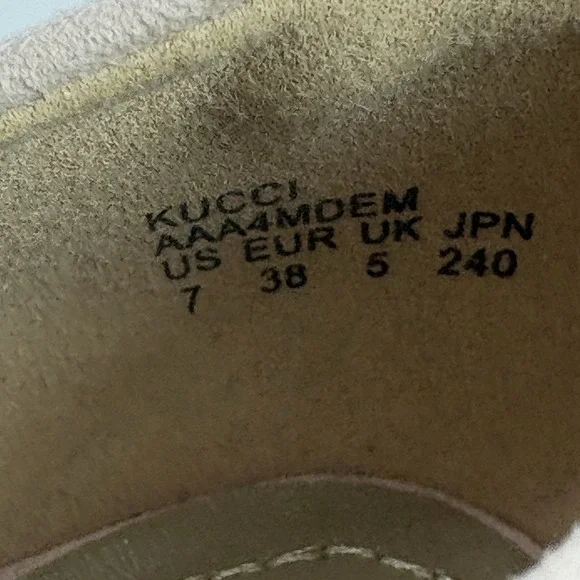 KUCCI
AAA4MDEM
US EUR UK JPN
7 38 5 240